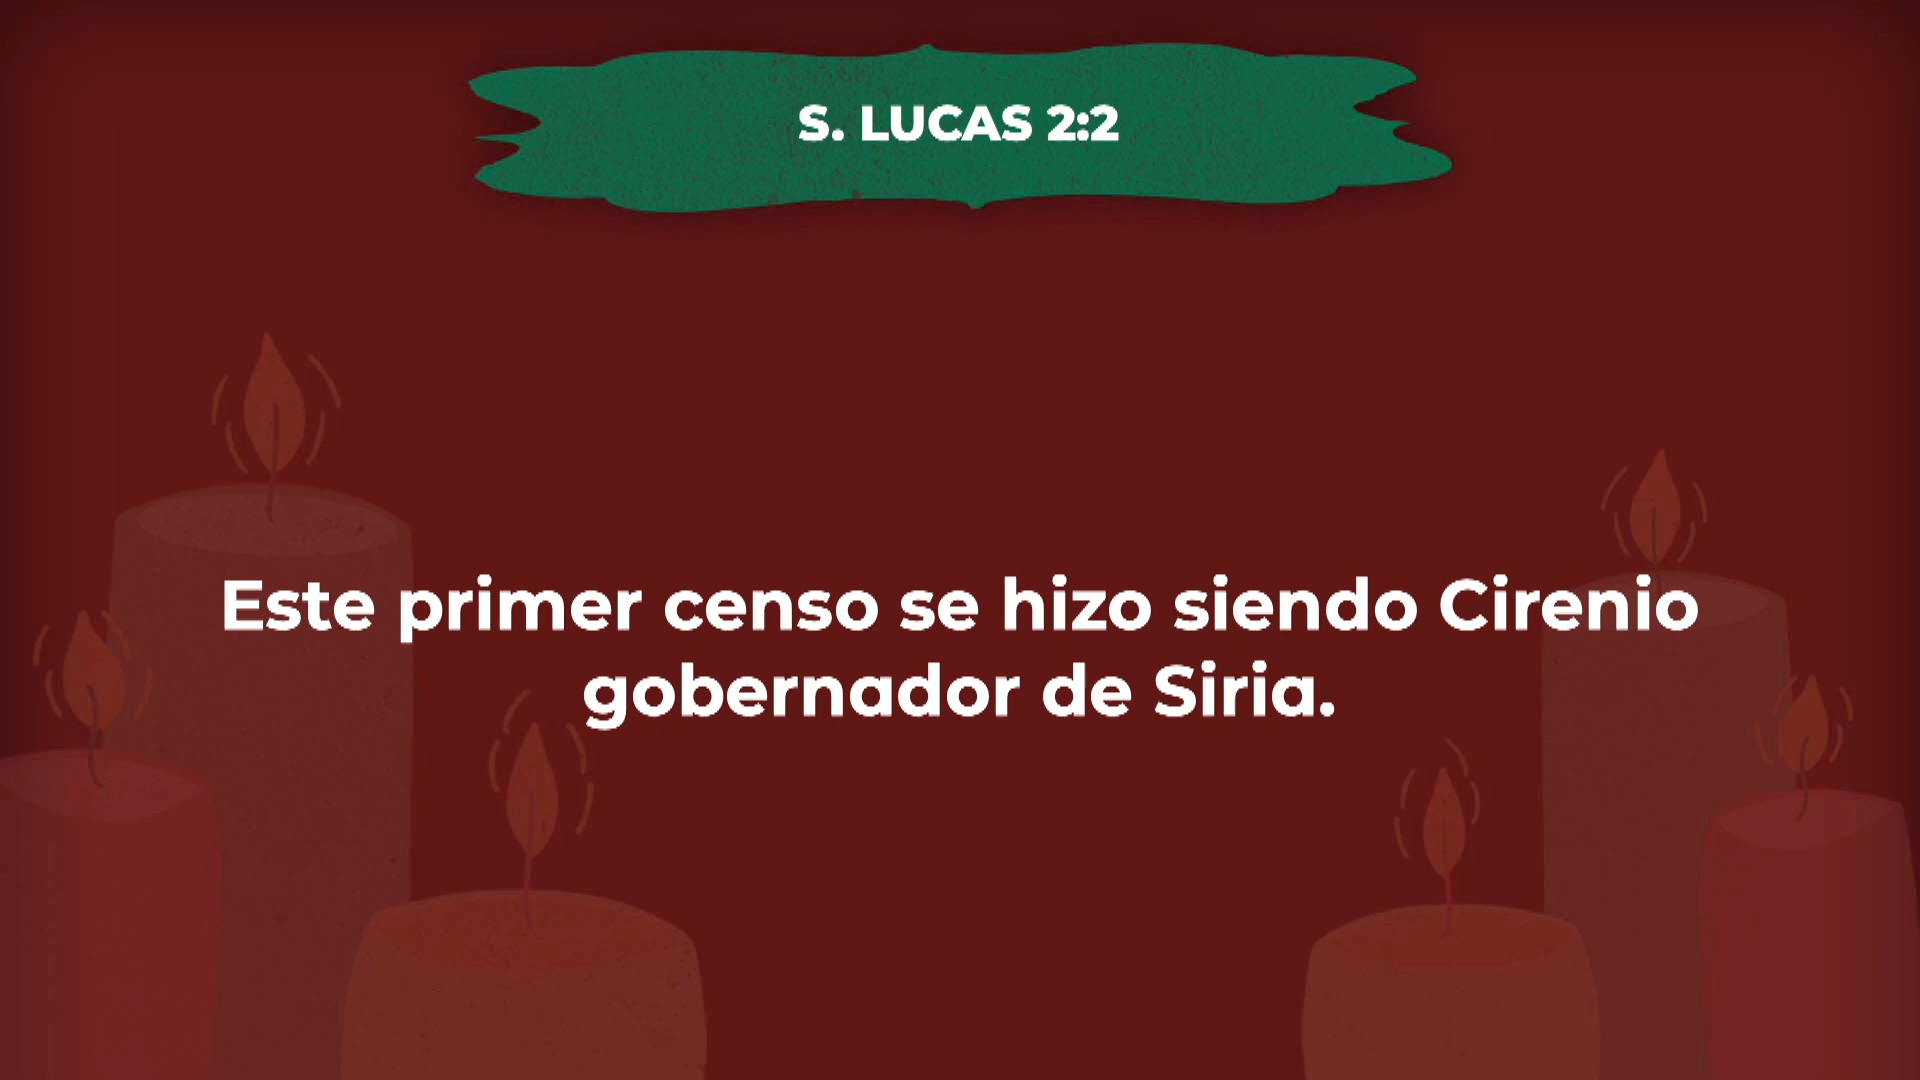 S. LUCAS 2:2
Este primer censo se hizo siendo Cirenio
gobernador de Siria.